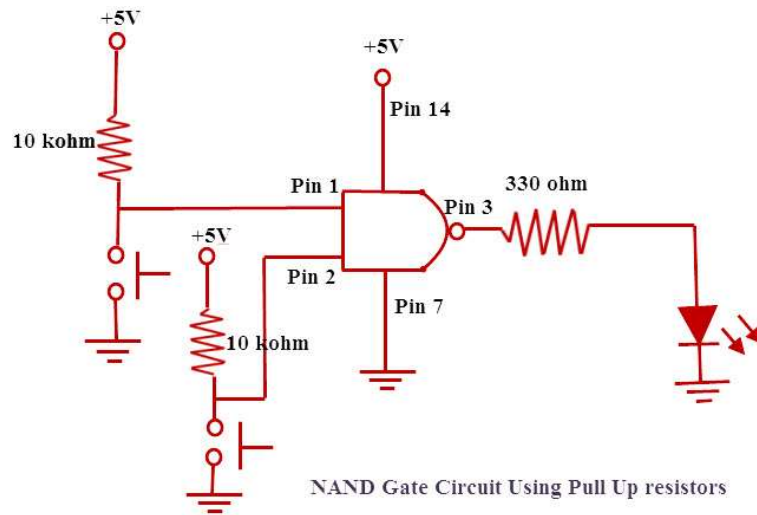 +5V
+5V
Pin 14
10 kohm
Pin 1
330 ohm
Pin 3
+5V
Pin 2
Pin 7
10 kohm
NAND Gate Circuit Using Pull Up resistors